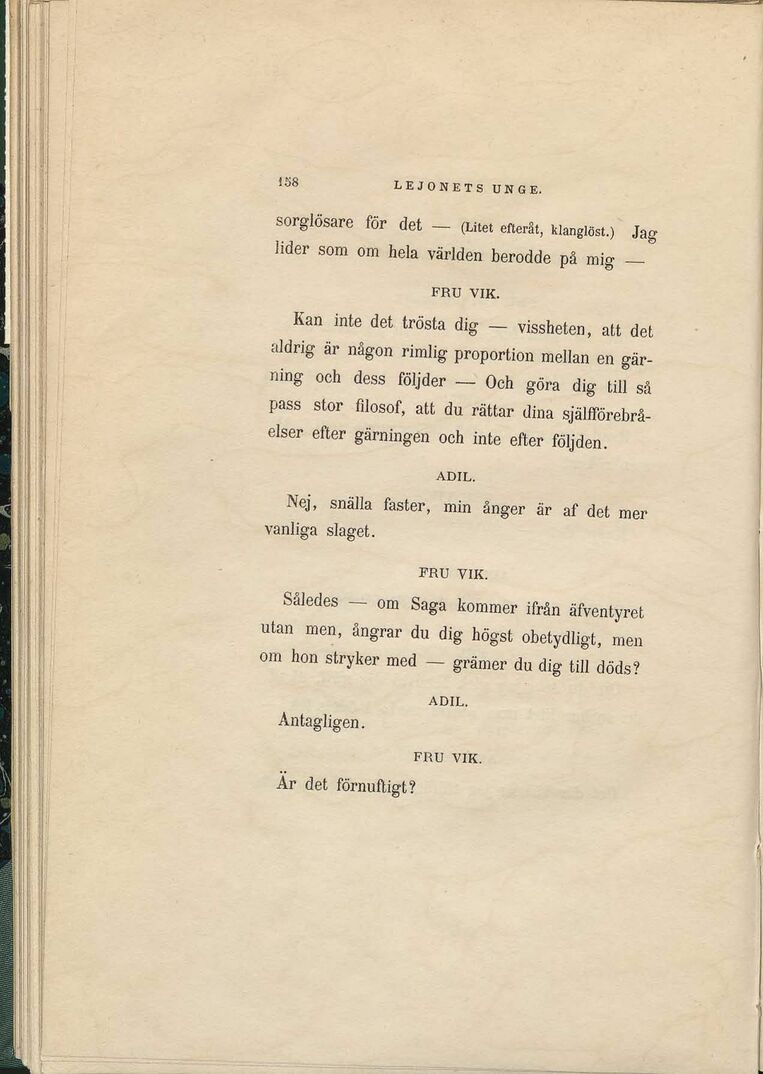 158 LEJONETS UNGE.
sorglösare för det — (Litet efteråt, klanglöst.) Jag
lider som om hela världen berodde på mig —
FRU VIK.
Kan inte det trösta dig — vissheten, att det
aldrig är någon rimlig proportion mellan en gär-
ning och dess följder — Och göra dig till så
pass stor filosof, att du rättar dina själfförebrå-
elser efter gärningen och inte efter följden.
ADIL.
Nej, snälla faster, min ånger är af det mer
vanliga slaget.
FRU VIK.
Således — om Saga kommer ifrån äfventyret
utan men, ångrar du dig högst obetydligt, men
om hon stryker med — grämer du dig till döds?
ADIL.
Antagligen.
FRU VIK.
Är det förnuftigt?